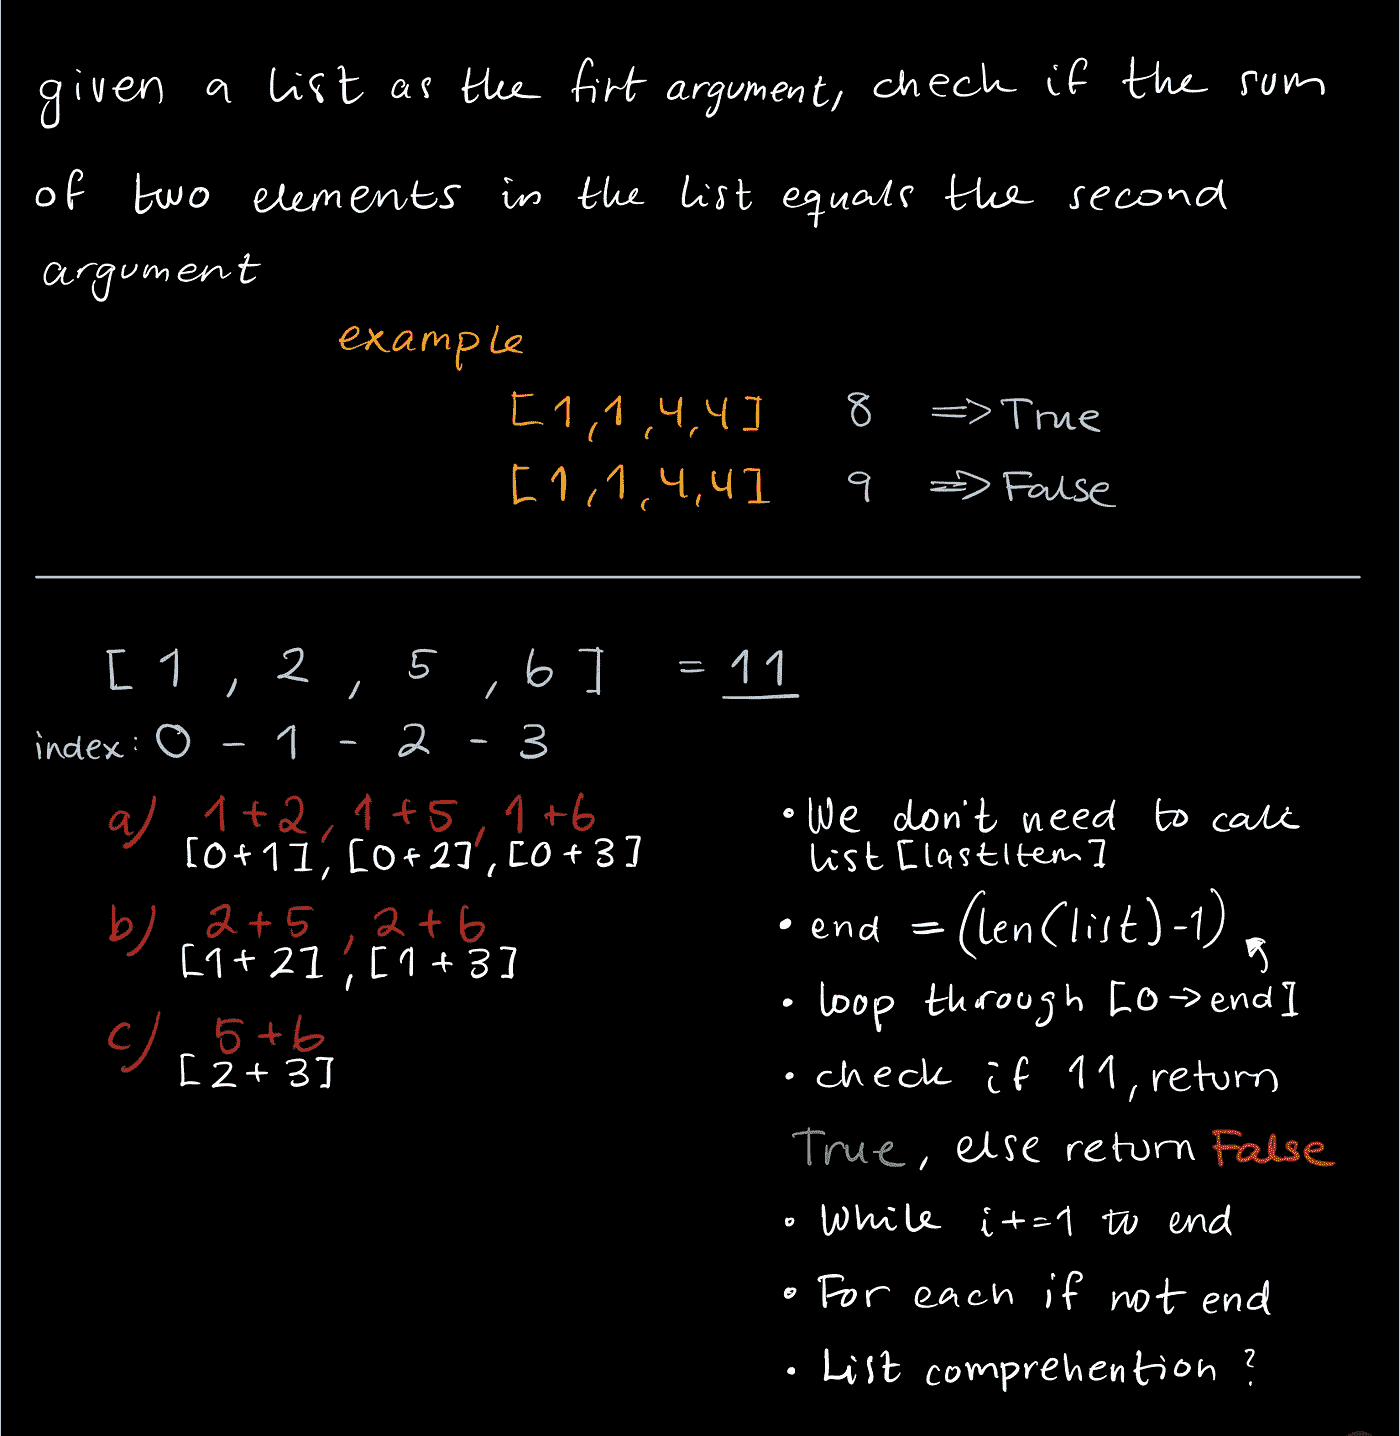 given a list as the firt argument, check if the sum
of two elements in the list equals the second
argument
example
[1,1,4,4] 8 => True
[1,1,4,4] 9 => False
[1, 2, 5, 6] = 11
index: 0 - 1 - 2 - 3
a) 1+2, 1+5, 1+6
[0+1], [0+2], [0+3]
b) 2+5, 2+6
[1+2], [1+3]
c) 5+6
[2+3]
• We don't need to calc
list [lastItem]
• end = (len(list)-1)
• loop through [0->end]
• check if 11, return
True, else return False
• While i+=1 to end
• For each if not end
• List comprehention ?